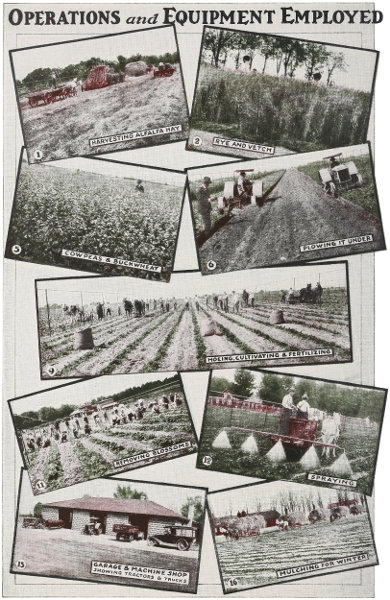 OPERATIONS and EQUIPMENT EMPLOYED
HARVESTING ALFALFA HAY
1
RYE AND VETCH
2
COWPEAS & BUCKWHEAT
5
PLOWING IT UNDER
6
HOEING, CULTIVATING & FERTILIZING
9
REMOVING BLOSSOMS
11
SPRAYING
12
GARAGE & MACHINE SHOP
SHOWING TRACTORS & TRUCKS
15
MULCHING FOR WINTER
16